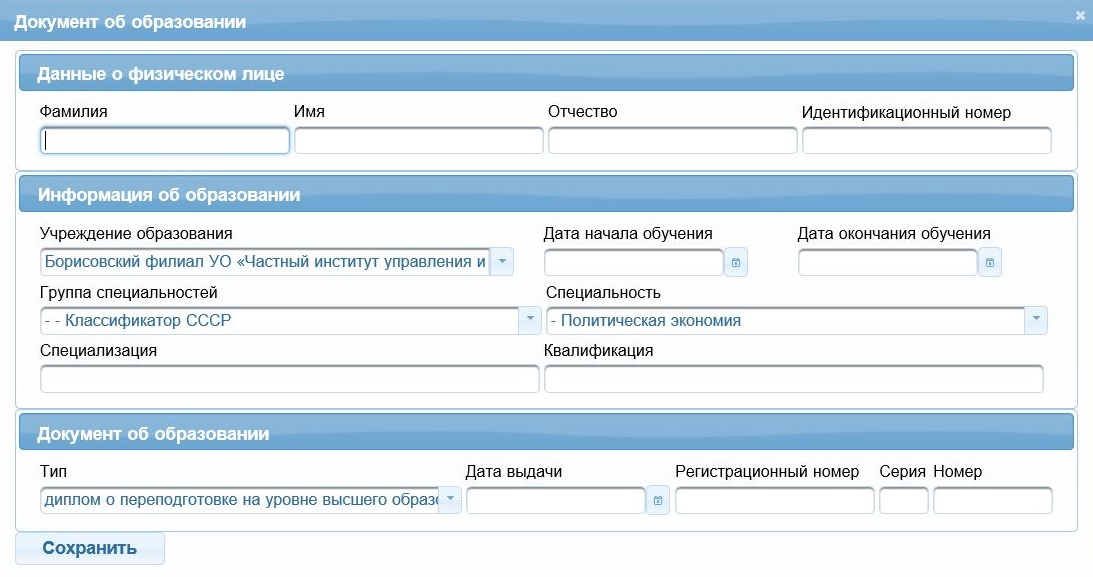 Документ об образовании
Данные о физическом лице
Фамилия Имя Отчество Идентификационный номер
Информация об образовании
Учреждение образования Дата начала обучения Дата окончания обучения
Борисовский филиал УО «Частный институт управления и
Группа специальностей Специальность
- - Классификатор СССР - Политическая экономия
Специализация Квалификация
Документ об образовании
Тип Дата выдачи Регистрационный номер Серия Номер
диплом о переподготовке на уровне высшего образо
Сохранить